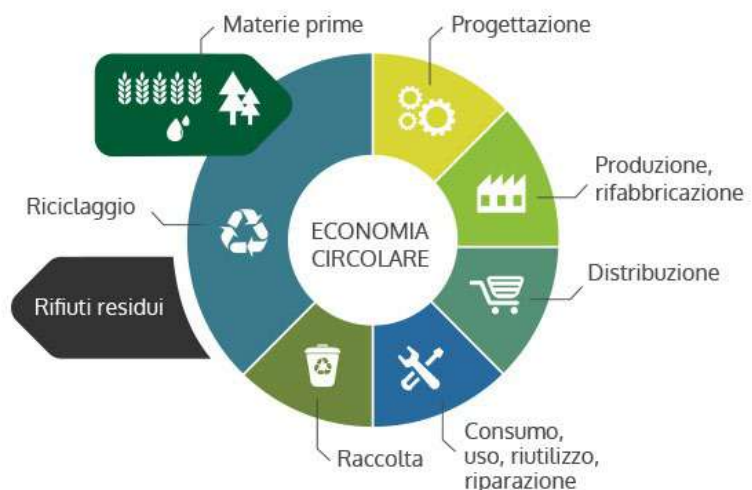 Materie prime
Progettazione
Produzione,
rifabbricazione
Riciclaggio
ECONOMIA
CIRCOLARE
Distribuzione
Rifiuti residui
Raccolta
Consumo,
uso, riutilizzo,
riparazione